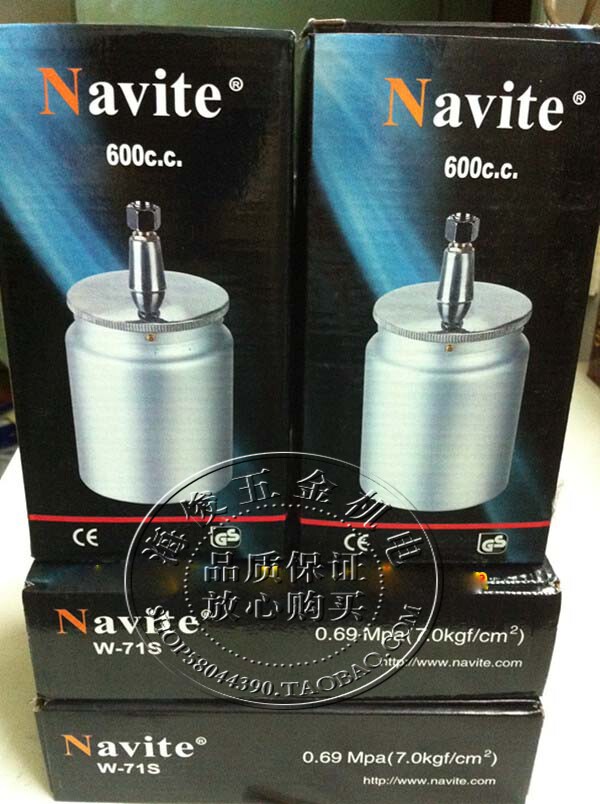 Navite®
600c.c.
Navite®
600c.c.
CE
GS
CE
GS
海俊五金机电
品质保证
放心购买
SHOP58044390.TAOBAO.COM
Navite®
W-71S
0.69 Mpa(7.0kgf/cm²)
http://www.navite.com
Navite®
W-71S
0.69 Mpa(7.0kgf/cm²)
http://www.navite.com